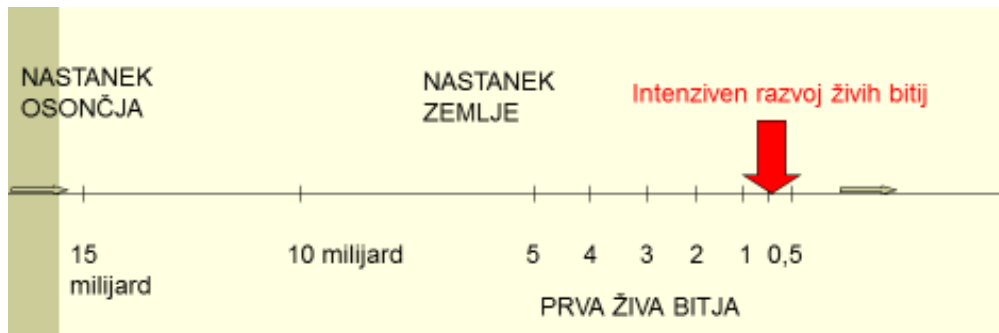 NASTANEK
OSONČJA
NASTANEK
ZEMLJE
Intenziven razvoj živih bitij
15
milijard
10 milijard
5
4
3
2
1
0,5
PRVA ŽIVA BITJA